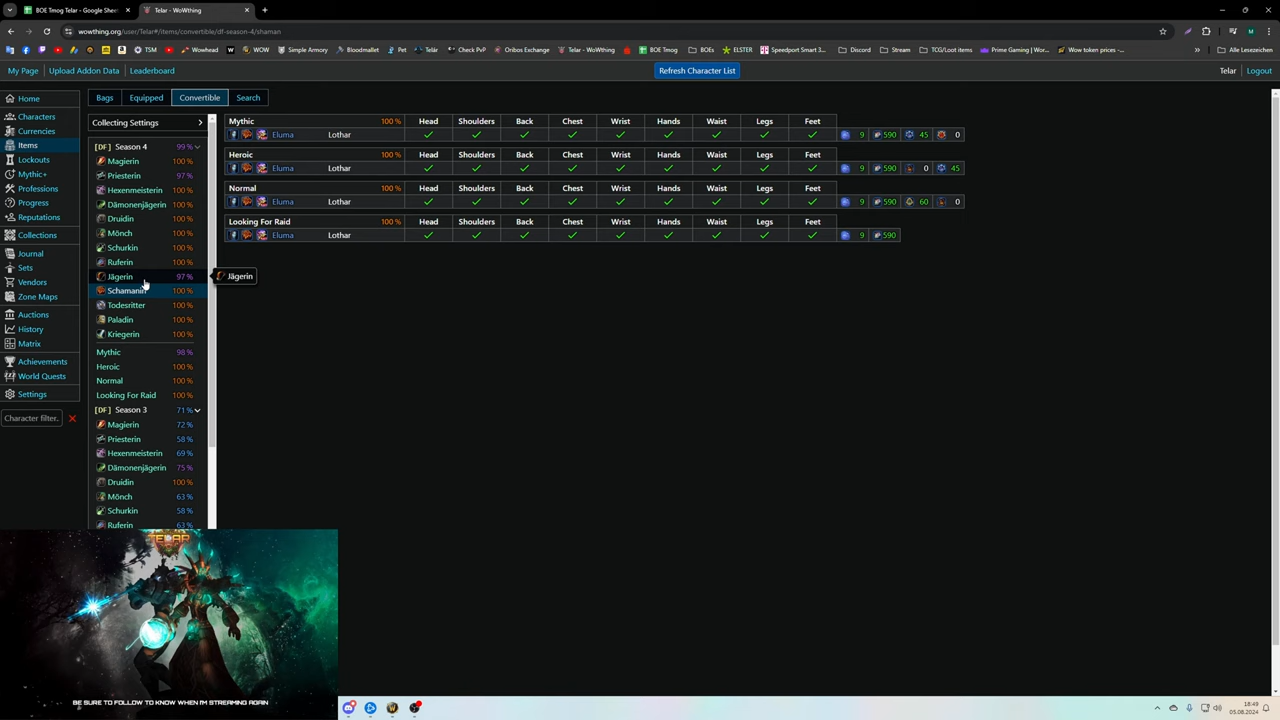 BOE Tmog Telar - Google She
Telar - WoWthing
wowthing.org/user/Telar#/items/convertible/df-season-4/shaman
TSM
Wowhead
WOW
Simple Armory
Bloodmallet
Pet
Telár
Check PvP
Oribos Exchange
Telar - WoWthing
BOE Tmog
BOEs
ELSTER
Speedport Smart 3...
Discord
Stream
TCG/Loot items
Prime Gaming | Wor...
Wow token prices -...
Alle Lesezeichen
My Page
Upload Addon Data
Leaderboard
Refresh Character List
Telar
Logout
Home
Characters
Currencies
Items
Lockouts
Mythic+
Professions
Progress
Reputations
Collections
Journal
Sets
Vendors
Zone Maps
Auctions
History
Matrix
Achievements
World Quests
Settings
Character filter.
Bags
Equipped
Convertible
Search
Collecting Settings
[DF] Season 4 99 %
Magierin 100 %
Priesterin 97 %
Hexenmeisterin 100 %
Dämonenjägerin 100 %
Druidin 100 %
Mönch 100 %
Schurkin 100 %
Ruferin 100 %
Jägerin 97 %
Jägerin
Schamanin 100 %
Todesritter 100 %
Paladin 100 %
Kriegerin 100 %
Mythic 98 %
Heroic 100 %
Normal 100 %
Looking For Raid 100 %
[DF] Season 3 71 %
Magierin 72 %
Priesterin 58 %
Hexenmeisterin 69 %
Dämonenjägerin 75 %
Druidin 100 %
Mönch 63 %
Schurkin 58 %
Ruferin 63 %
Mythic 100 % Head Shoulders Back Chest Wrist Hands Waist Legs Feet
Eluma Lothar 9 590 45 0
Heroic 100 % Head Shoulders Back Chest Wrist Hands Waist Legs Feet
Eluma Lothar 9 590 0 45
Normal 100 % Head Shoulders Back Chest Wrist Hands Waist Legs Feet
Eluma Lothar 9 590 60 0
Looking For Raid 100 % Head Shoulders Back Chest Wrist Hands Waist Legs Feet
Eluma Lothar 9 590
TELAR
BE SURE TO FOLLOW TO KNOW WHEN I'M STREAMING AGAIN
18:49
05.08.2024